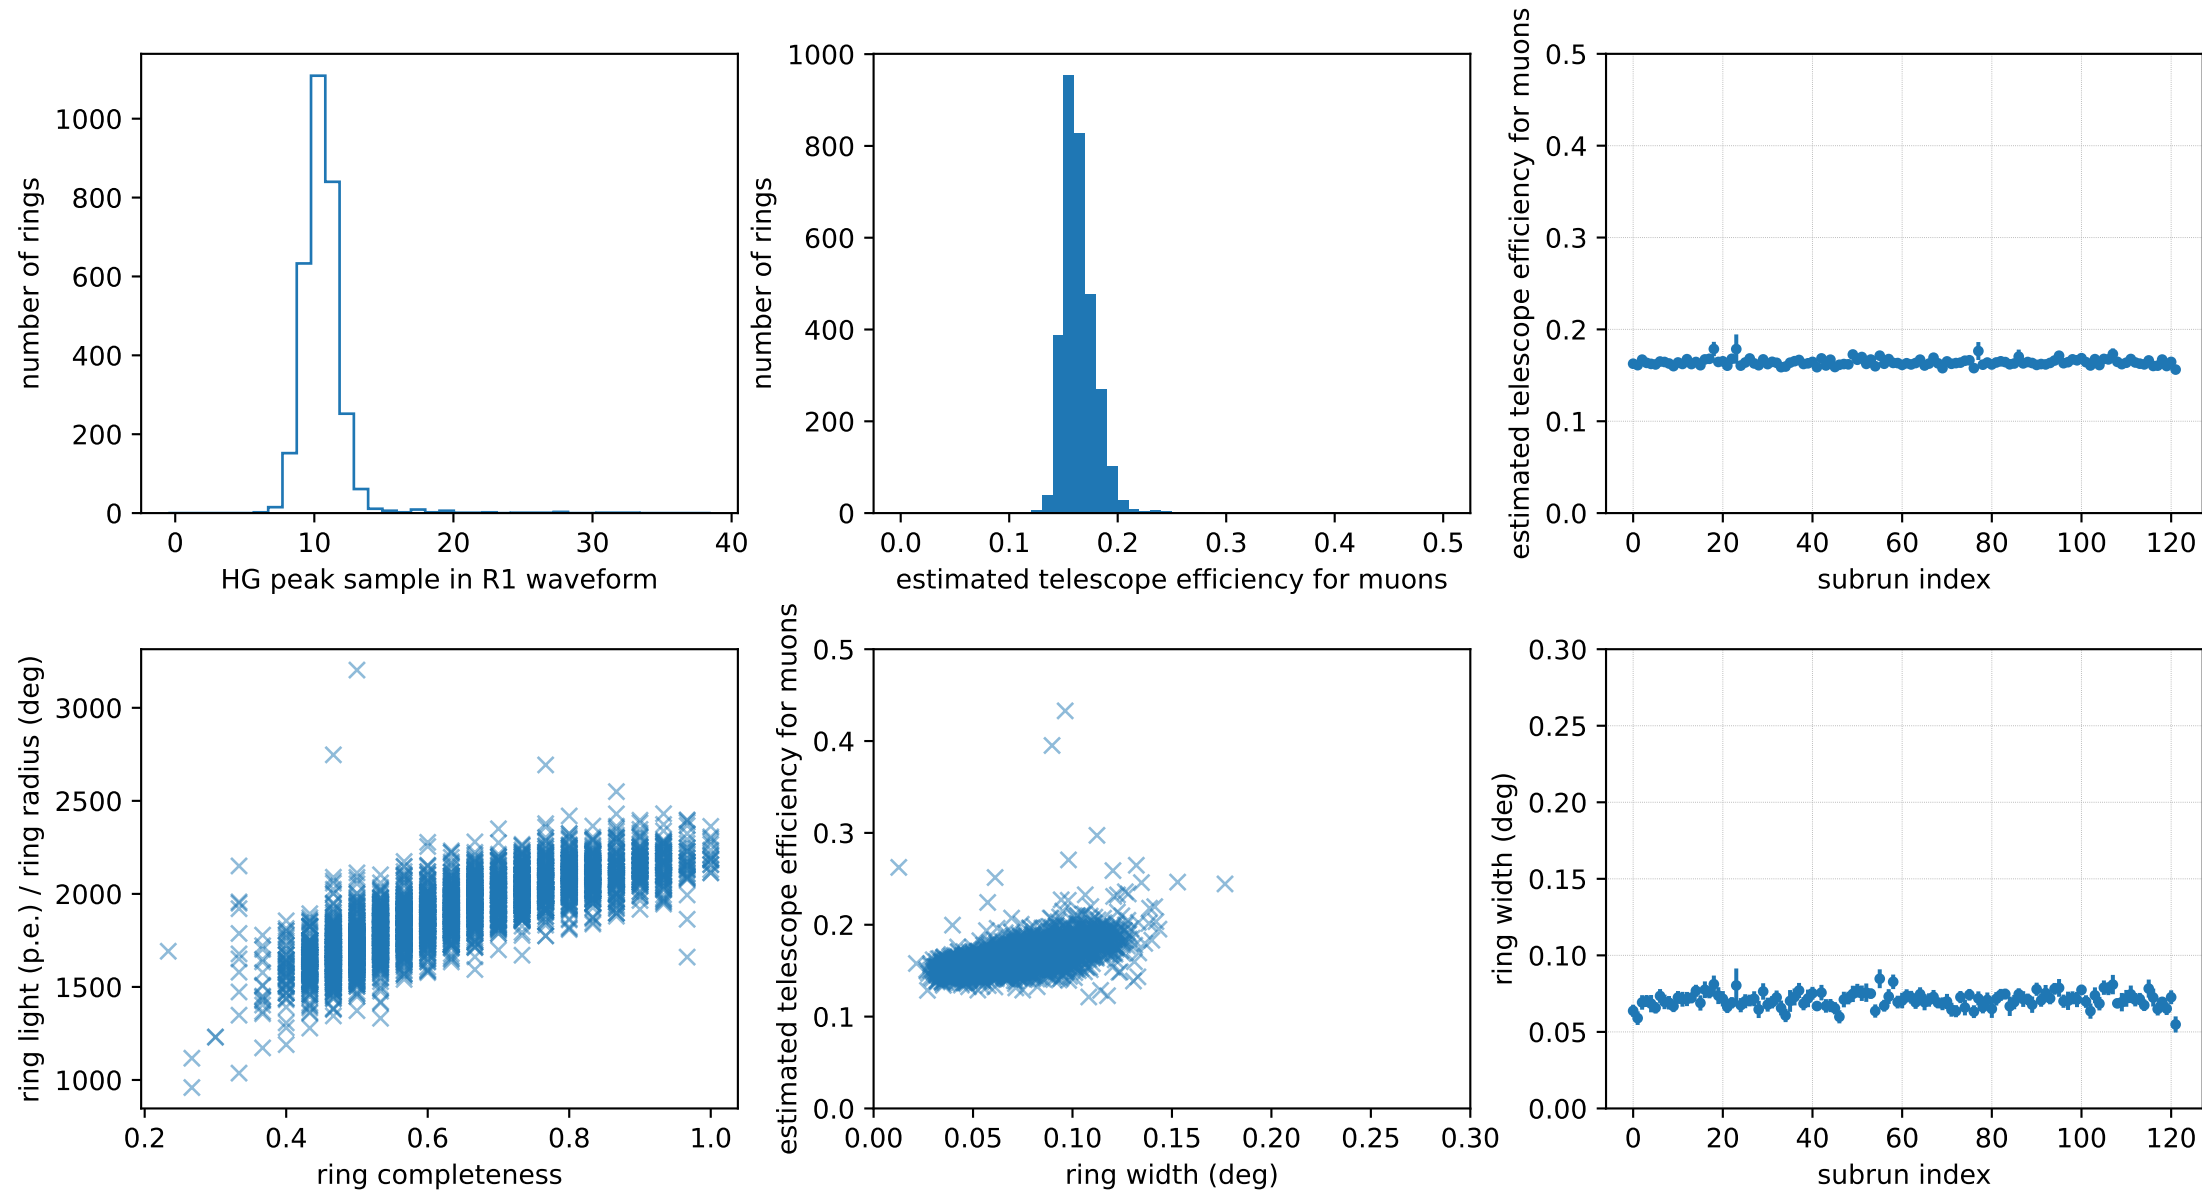 number of rings
1000
800
600
400
200
0
0 10 20 30 40
HG peak sample in R1 waveform
number of rings
1000
800
600
400
200
0
0.0 0.1 0.2 0.3 0.4 0.5
estimated telescope efficiency for muons
estimated telescope efficiency for muons
0.5
0.4
0.3
0.2
0.1
0.0
0 20 40 60 80 100 120
subrun index
ring light (p.e.) / ring radius (deg)
3000
2500
2000
1500
1000
0.2 0.4 0.6 0.8 1.0
ring completeness
estimated telescope efficiency for muons
0.5
0.4
0.3
0.2
0.1
0.0
0.00 0.05 0.10 0.15 0.20 0.25 0.30
ring width (deg)
ring width (deg)
0.30
0.25
0.20
0.15
0.10
0.05
0.00
0 20 40 60 80 100 120
subrun index